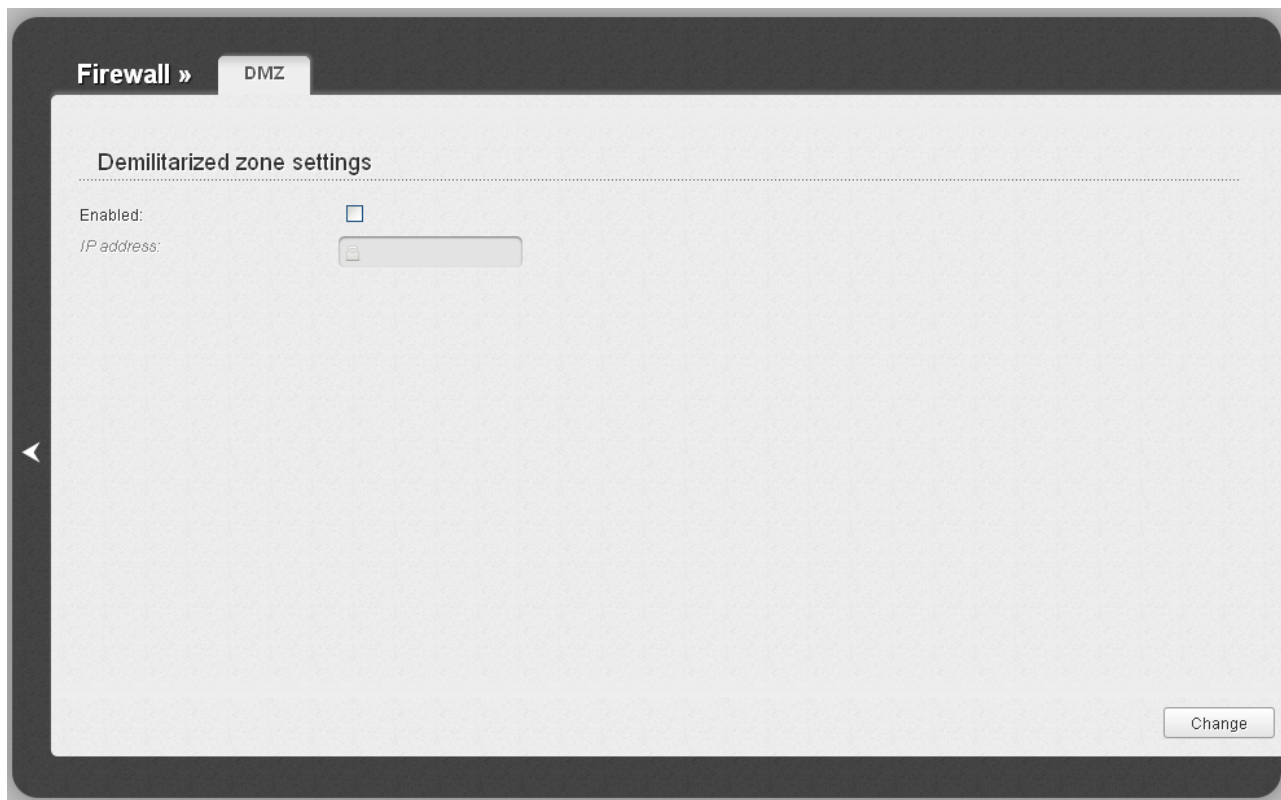 Firewall » DMZ
Demilitarized zone settings
Enabled:
IP address:
Change